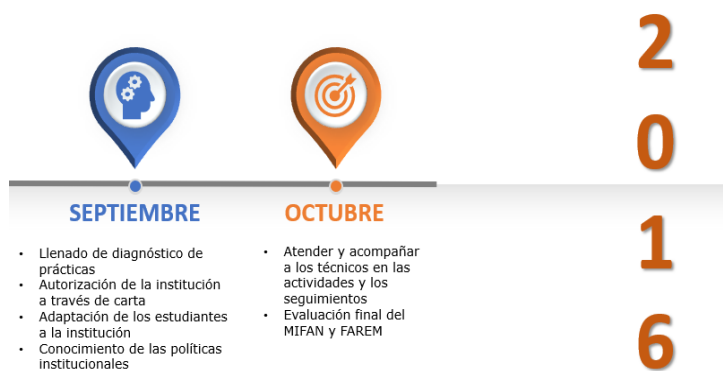 SEPTIEMBRE
• Llenado de diagnóstico de
prácticas
• Autorización de la institución
a través de carta
• Adaptación de los estudiantes
a la institución
• Conocimiento de las políticas
institucionales
OCTUBRE
• Atender y acompañar
a los técnicos en las
actividades y los
seguimientos
• Evaluación final del
MIFAN y FAREM
2
0
1
6